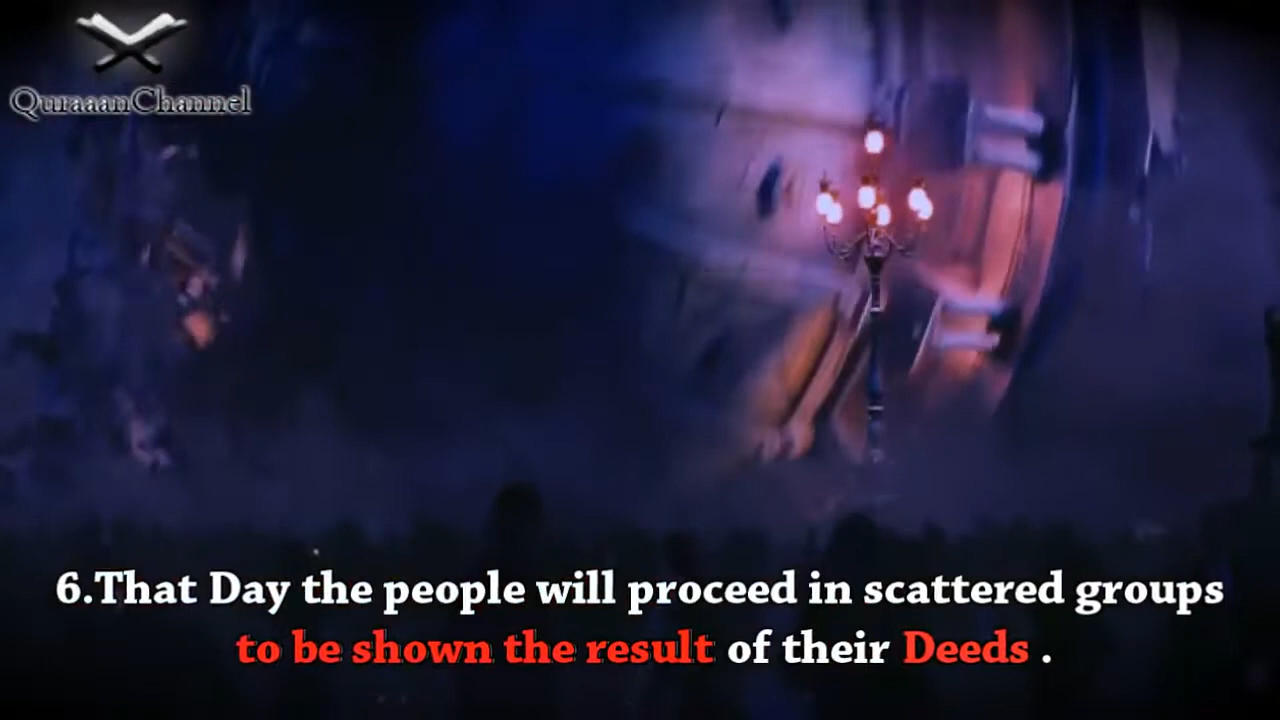 QuraaanChannel
6.That Day the people will proceed in scattered groups
to be shown the result of their Deeds .